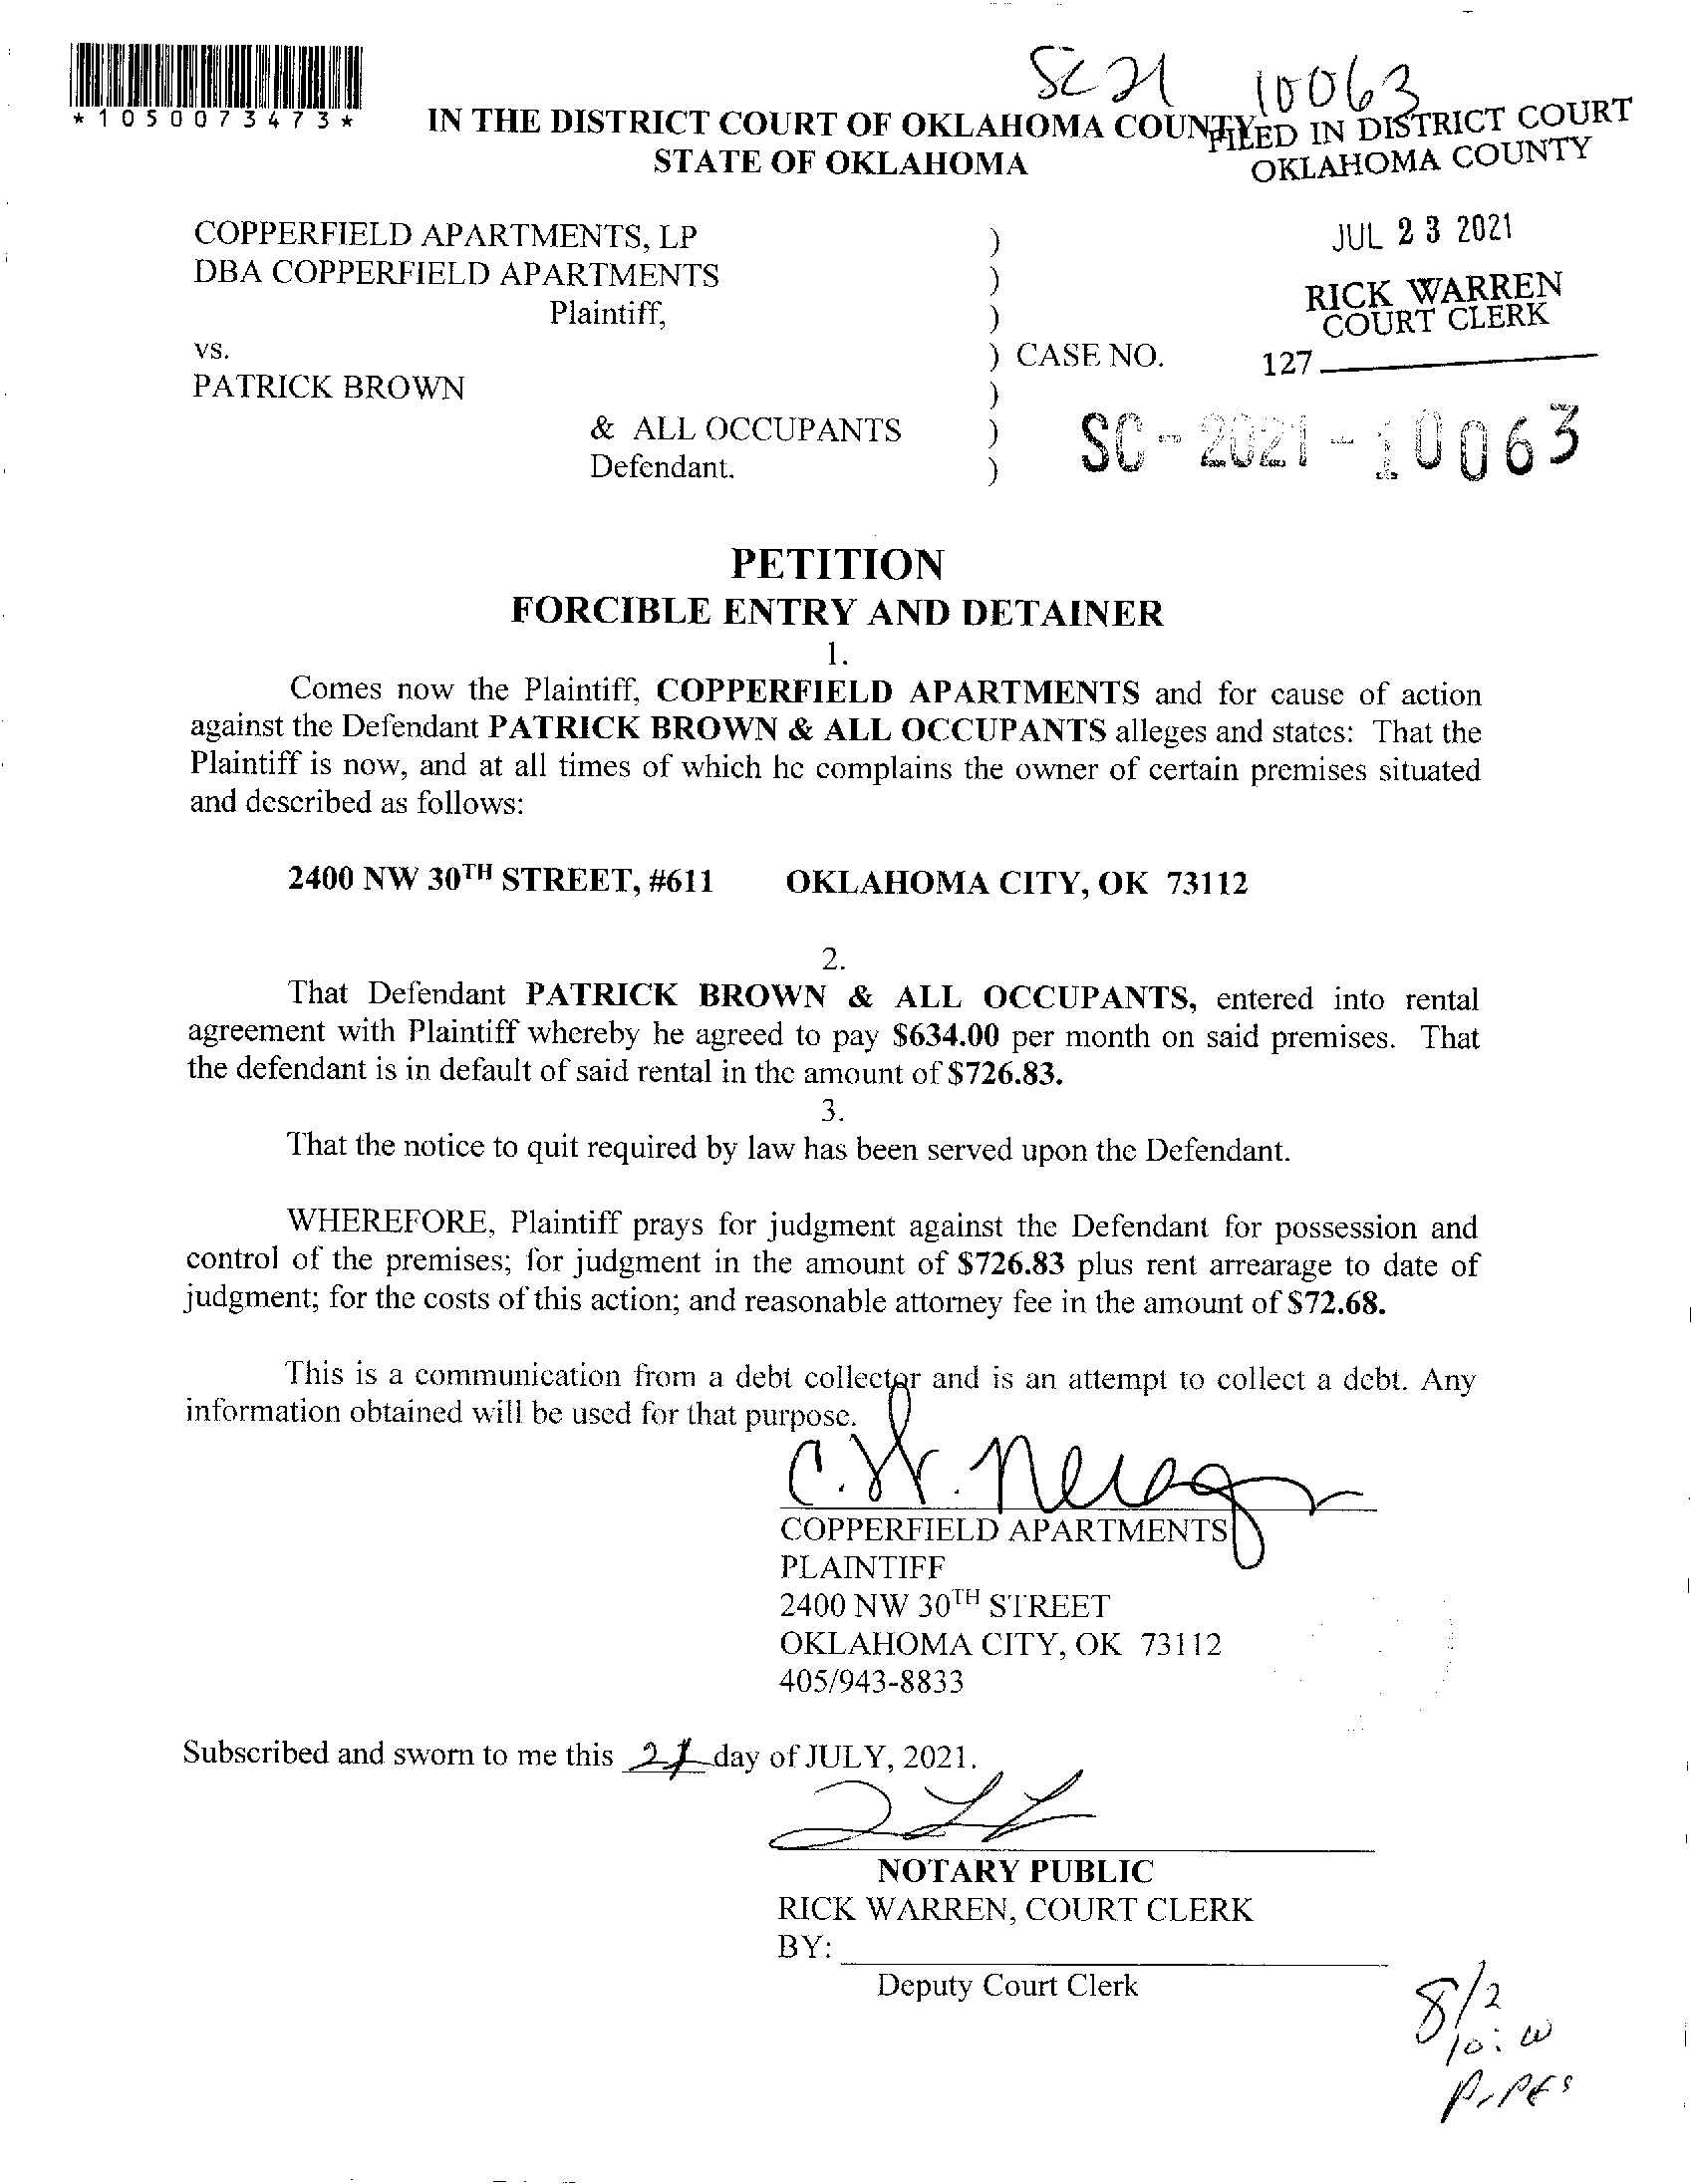 SC 21 10063
*1050073473*
IN THE DISTRICT COURT OF OKLAHOMA COUNTY
STATE OF OKLAHOMA
FILED IN DISTRICT COURT
OKLAHOMA COUNTY
JUL 23 2021
RICK WARREN
COURT CLERK
127
COPPERFIELD APARTMENTS, LP )
DBA COPPERFIELD APARTMENTS )
Plaintiff, )
vs. ) CASE NO.
PATRICK BROWN )
& ALL OCCUPANTS ) SC-2021-10063
Defendant. )
PETITION
FORCIBLE ENTRY AND DETAINER
1.
Comes now the Plaintiff, COPPERFIELD APARTMENTS and for cause of action
against the Defendant PATRICK BROWN & ALL OCCUPANTS alleges and states: That the
Plaintiff is now, and at all times of which he complains the owner of certain premises situated
and described as follows:
2400 NW 30TH STREET, #611 OKLAHOMA CITY, OK 73112
2.
That Defendant PATRICK BROWN & ALL OCCUPANTS, entered into rental
agreement with Plaintiff whereby he agreed to pay $634.00 per month on said premises. That
the defendant is in default of said rental in the amount of $726.83.
3.
That the notice to quit required by law has been served upon the Defendant.
WHEREFORE, Plaintiff prays for judgment against the Defendant for possession and
control of the premises; for judgment in the amount of $726.83 plus rent arrearage to date of
judgment; for the costs of this action; and reasonable attorney fee in the amount of $72.68.
This is a communication from a debt collector and is an attempt to collect a debt. Any
information obtained will be used for that purpose.
COPPERFIELD APARTMENTS
PLAINTIFF
2400 NW 30TH STREET
OKLAHOMA CITY, OK 73112
405/943-8833
Subscribed and sworn to me this 21 day of JULY, 2021.
NOTARY PUBLIC
RICK WARREN, COURT CLERK
BY:
Deputy Court Clerk
8/2